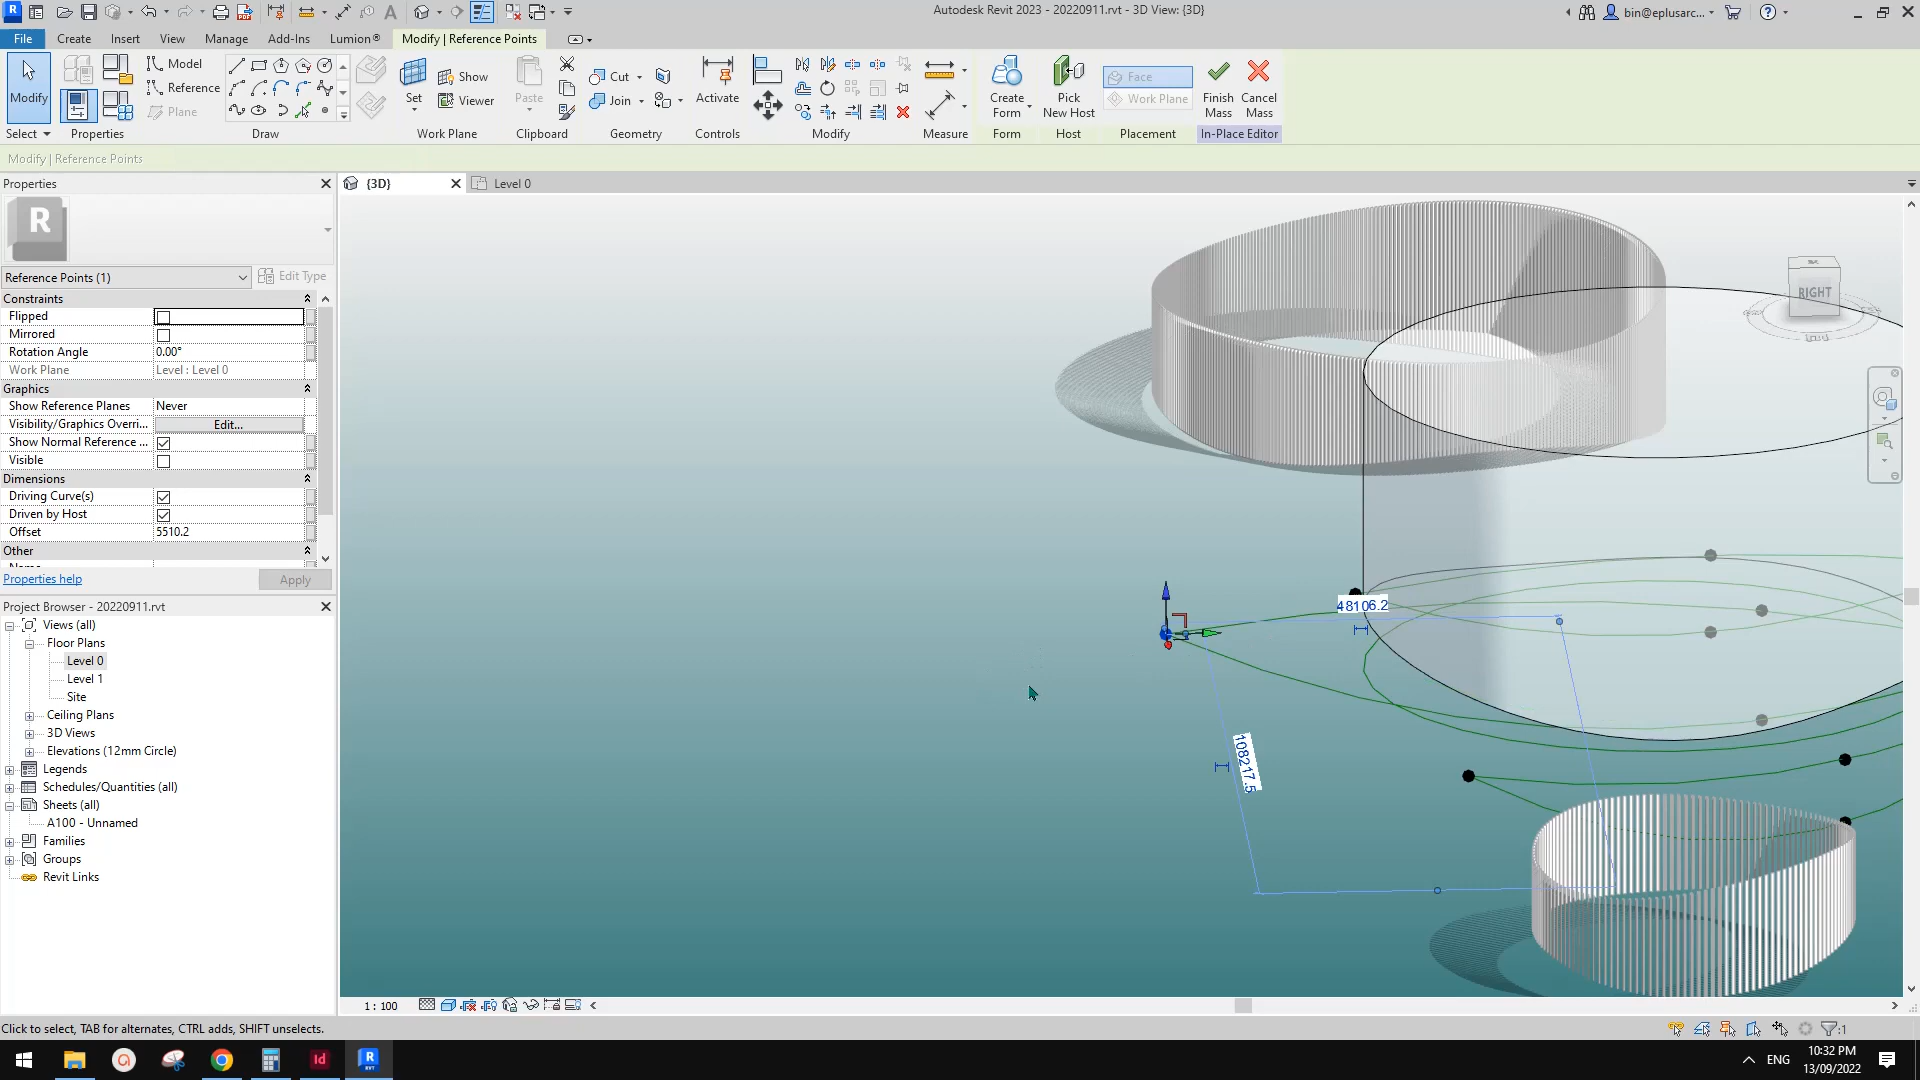 Autodesk Revit 2023 - 20220911.rvt - 3D View: {3D}
bin@eplusarc...
File
Create
Insert
View
Manage
Add-Ins
Lumion®
Modify | Reference Points
Modify
Model
Reference
Plane
Set
Show
Viewer
Paste
Cut
Join
Activate
Create
Form
Pick
New Host
Face
Work Plane
Finish
Mass
Cancel
Mass
Select
Properties
Draw
Work Plane
Clipboard
Geometry
Controls
Modify
Measure
Form
Host
Placement
In-Place Editor
Modify | Reference Points
Properties
{3D}
Level 0
R
Reference Points (1)
Edit Type
Constraints
Flipped
Mirrored
Rotation Angle 0.00°
Work Plane Level : Level 0
Graphics
Show Reference Planes Never
Visibility/Graphics Overri... Edit...
Show Normal Reference ...
Visible
Dimensions
Driving Curve(s)
Driven by Host
Offset 5510.2
Other
Properties help
Apply
Project Browser - 20220911.rvt
Views (all)
Floor Plans
Level 0
Level 1
Site
Ceiling Plans
3D Views
Elevations (12mm Circle)
Legends
Schedules/Quantities (all)
Sheets (all)
A100 - Unnamed
Families
Groups
Revit Links
RIGHT
48106.2
108217.5
1 : 100
Click to select, TAB for alternates, CTRL adds, SHIFT unselects.
:1
Id
R
RVT
ENG
10:32 PM
13/09/2022